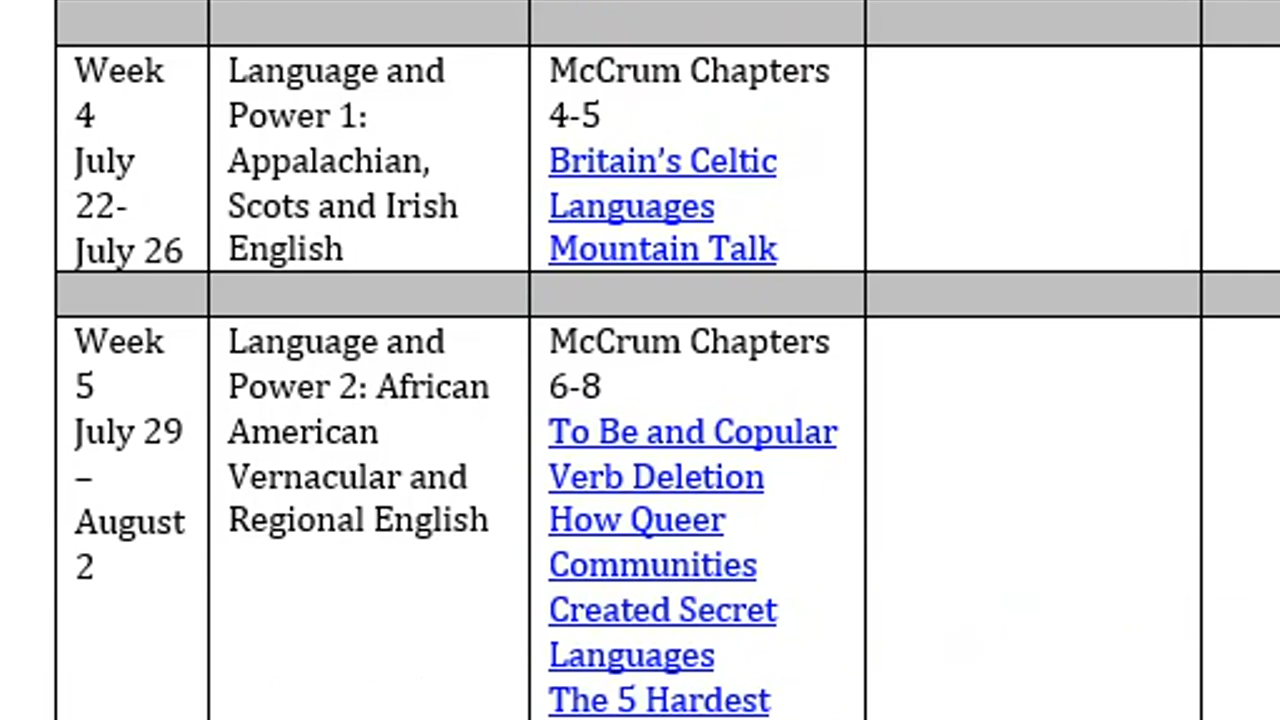 Week
4
July
22-
July 26
Language and
Power 1:
Appalachian,
Scots and Irish
English
McCrum Chapters
4-5
Britain’s Celtic
Languages
Mountain Talk
Week
5
July 29
–
August
2
Language and
Power 2: African
American
Vernacular and
Regional English
McCrum Chapters
6-8
To Be and Copular
Verb Deletion
How Queer
Communities
Created Secret
Languages
The 5 Hardest